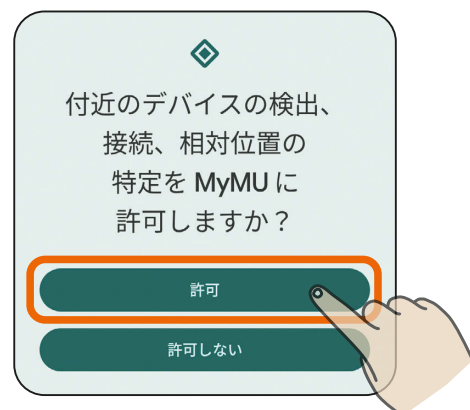 付近のデバイスの検出、
接続、相対位置の
特定を MyMU に
許可しますか？
許可
許可しない